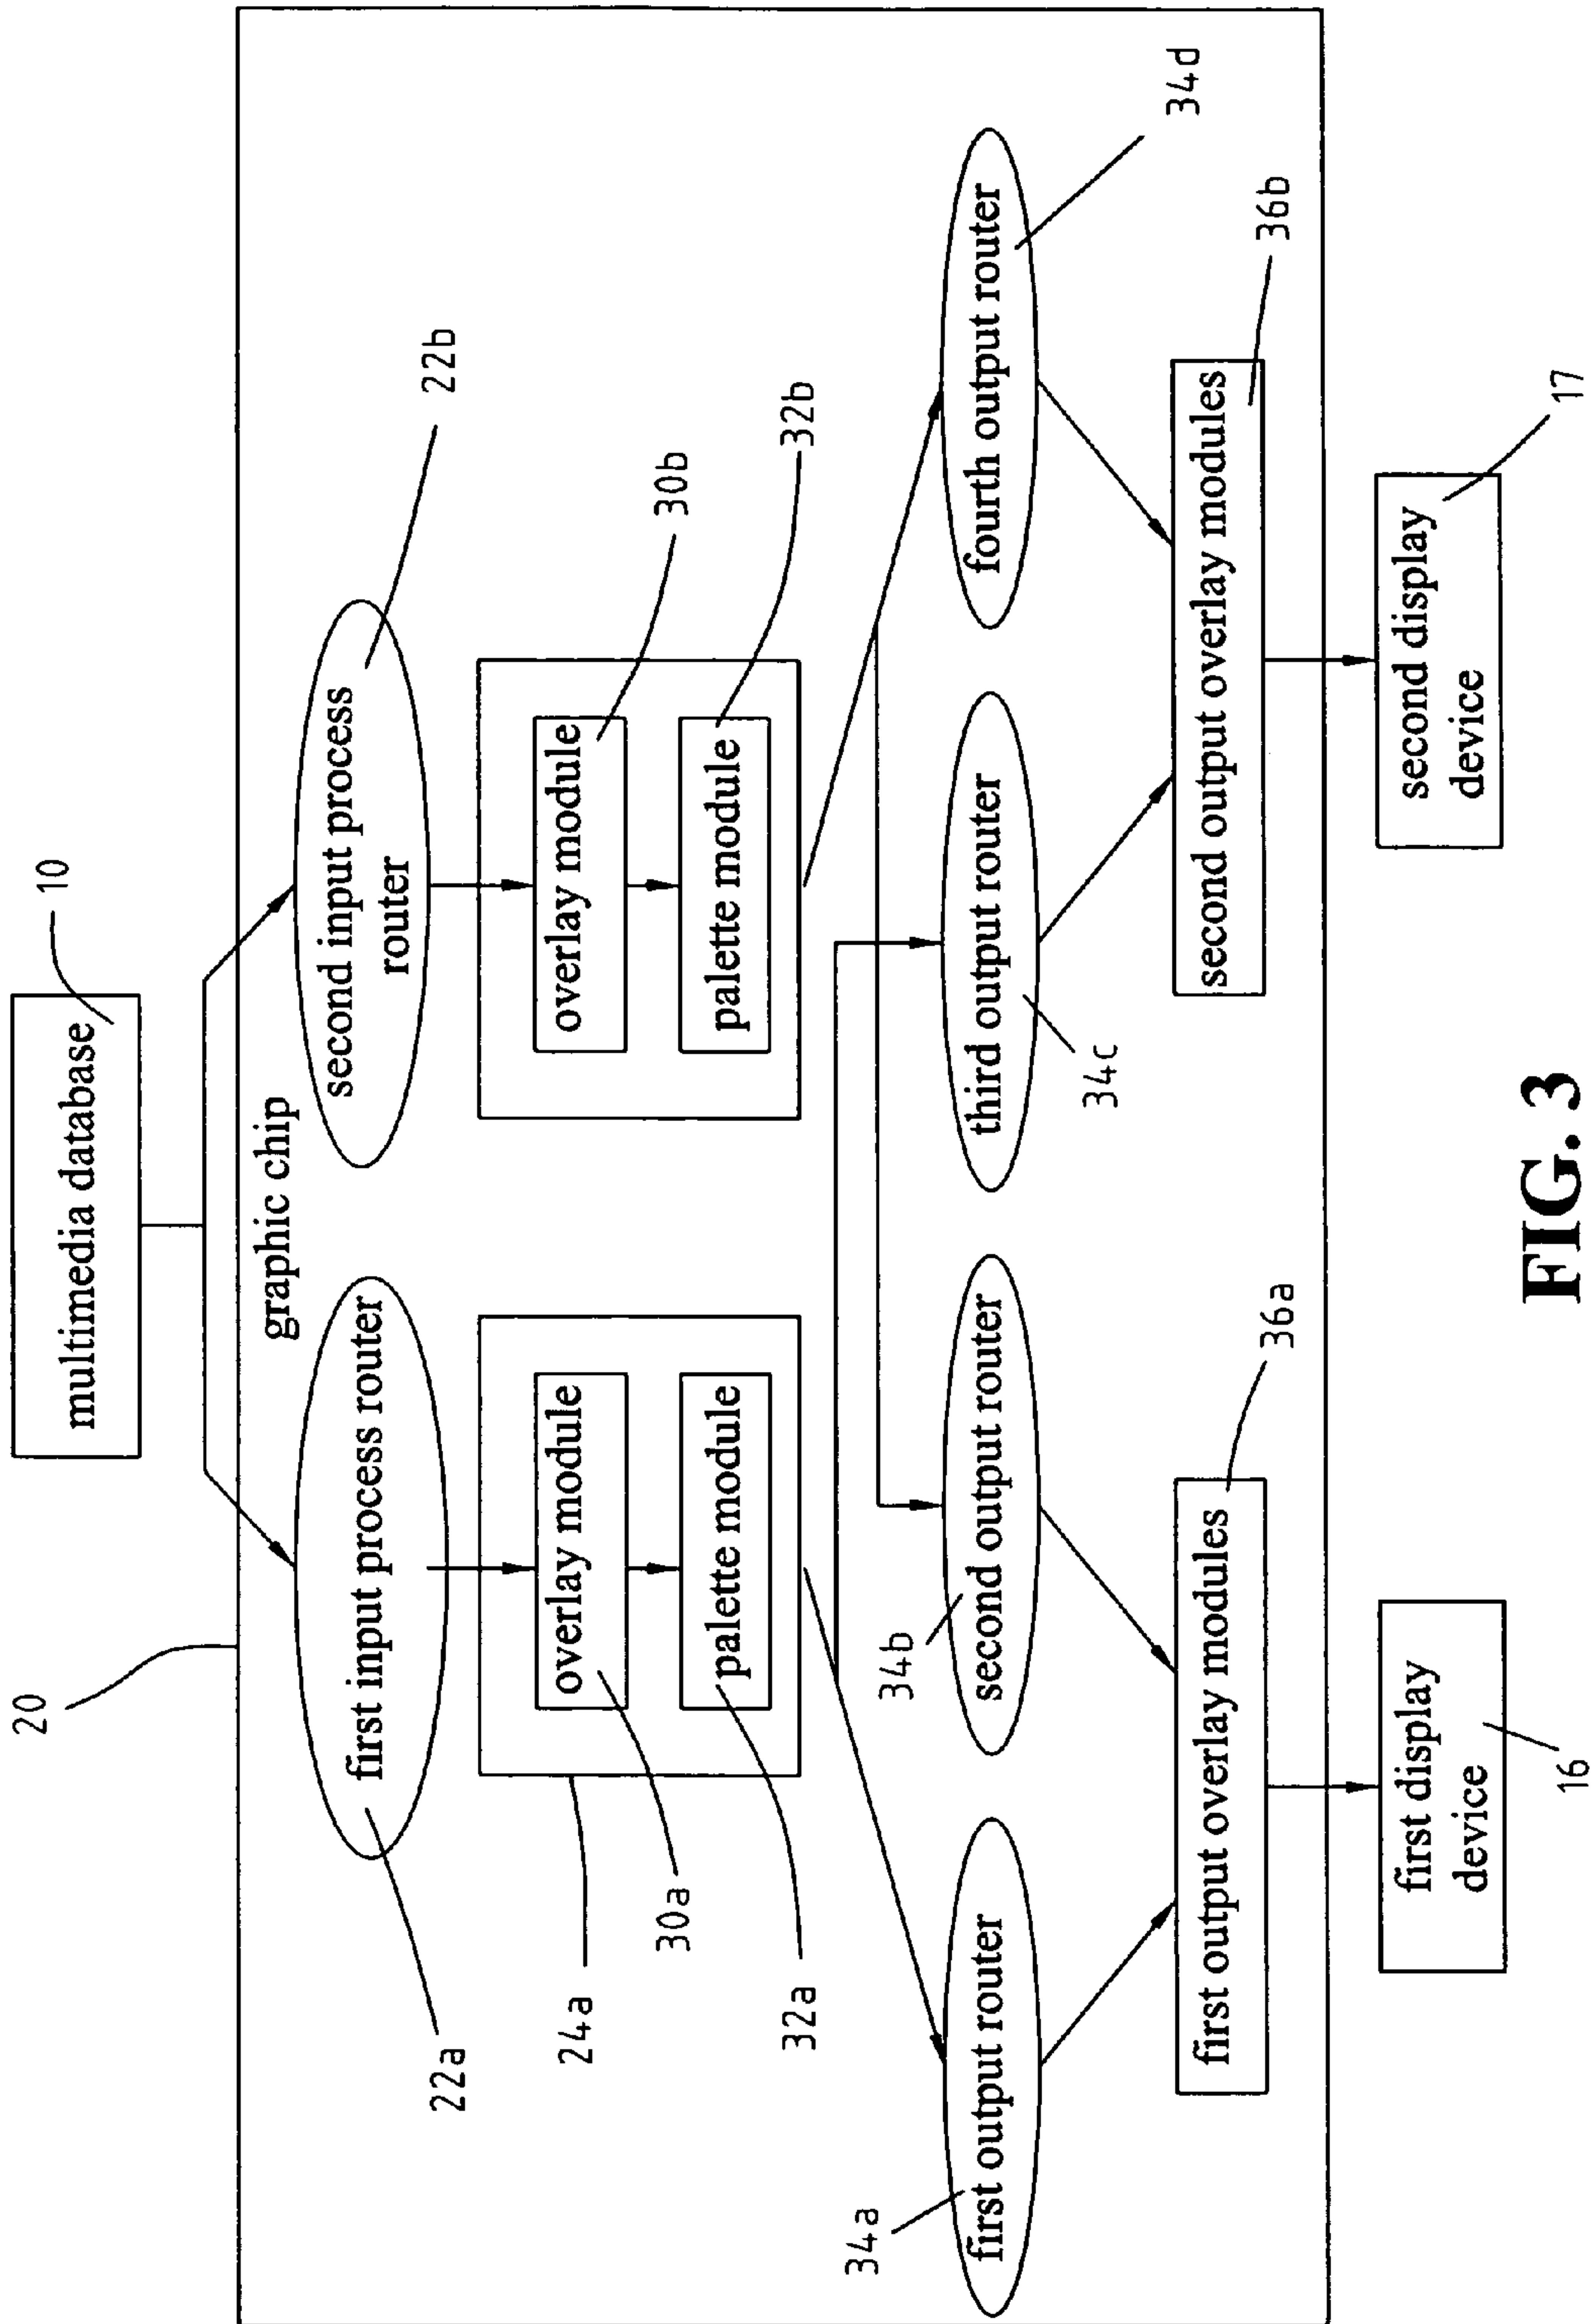 multimedia database
10
20
graphic chip
first input process router
22a
second input process
router
22b
24a
overlay module
30a
palette module
32a
overlay module
30b
palette module
32b
34a
first output router
34b
second output router
third output router
34c
fourth output router
34d
first output overlay modules
36a
second output overlay modules
36b
first display
device
16
second display
device
17
FIG. 3